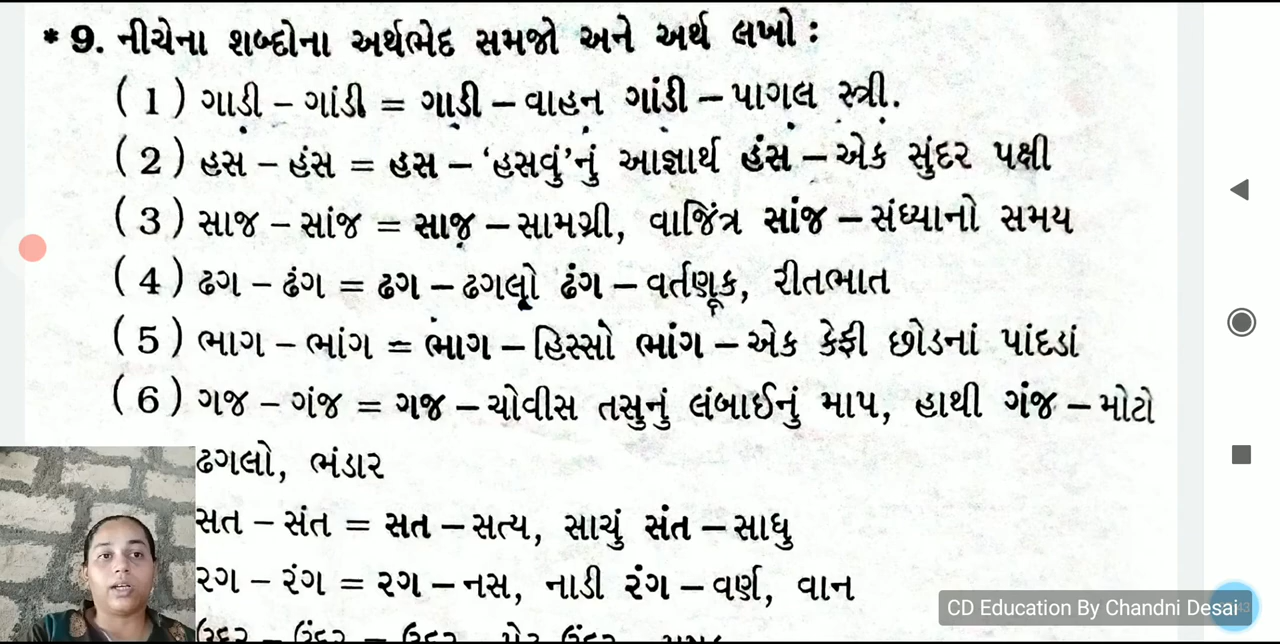 * 9. નીચેના શબ્દોના અર્થભેદ સમજો અને અર્થ લખો :
( 1 ) ગાડી – ગાંડી = ગાડી – વાહન ગાંડી – પાગલ સ્ત્રી.
( 2 ) હસ – હંસ = હસ – ‘હસવું’નું આજ્ઞાર્થ હંસ – એક સુંદર પક્ષી
( 3 ) સાજ – સાંજ = સાજ – સામગ્રી, વાજિંત્ર સાંજ – સંધ્યાનો સમય
( 4 ) ઢગ – ઢંગ = ઢગ – ઢગલો ઢંગ – વર્તણૂક, રીતભાત
( 5 ) ભાગ – ભાંગ = ભાગ – હિસ્સો ભાંગ – એક કેફી છોડનાં પાંદડાં
( 6 ) ગજ – ગંજ = ગજ – ચોવીસ તસુનું લંબાઈનું માપ, હાથી ગંજ – મોટો
ઢગલો, ભંડાર
સત – સંત = સત – સત્ય, સાચું સંત – સાધુ
રગ – રંગ = રગ – નસ, નાડી રંગ – વર્ણ, વાન
CD Education By Chandni Desai